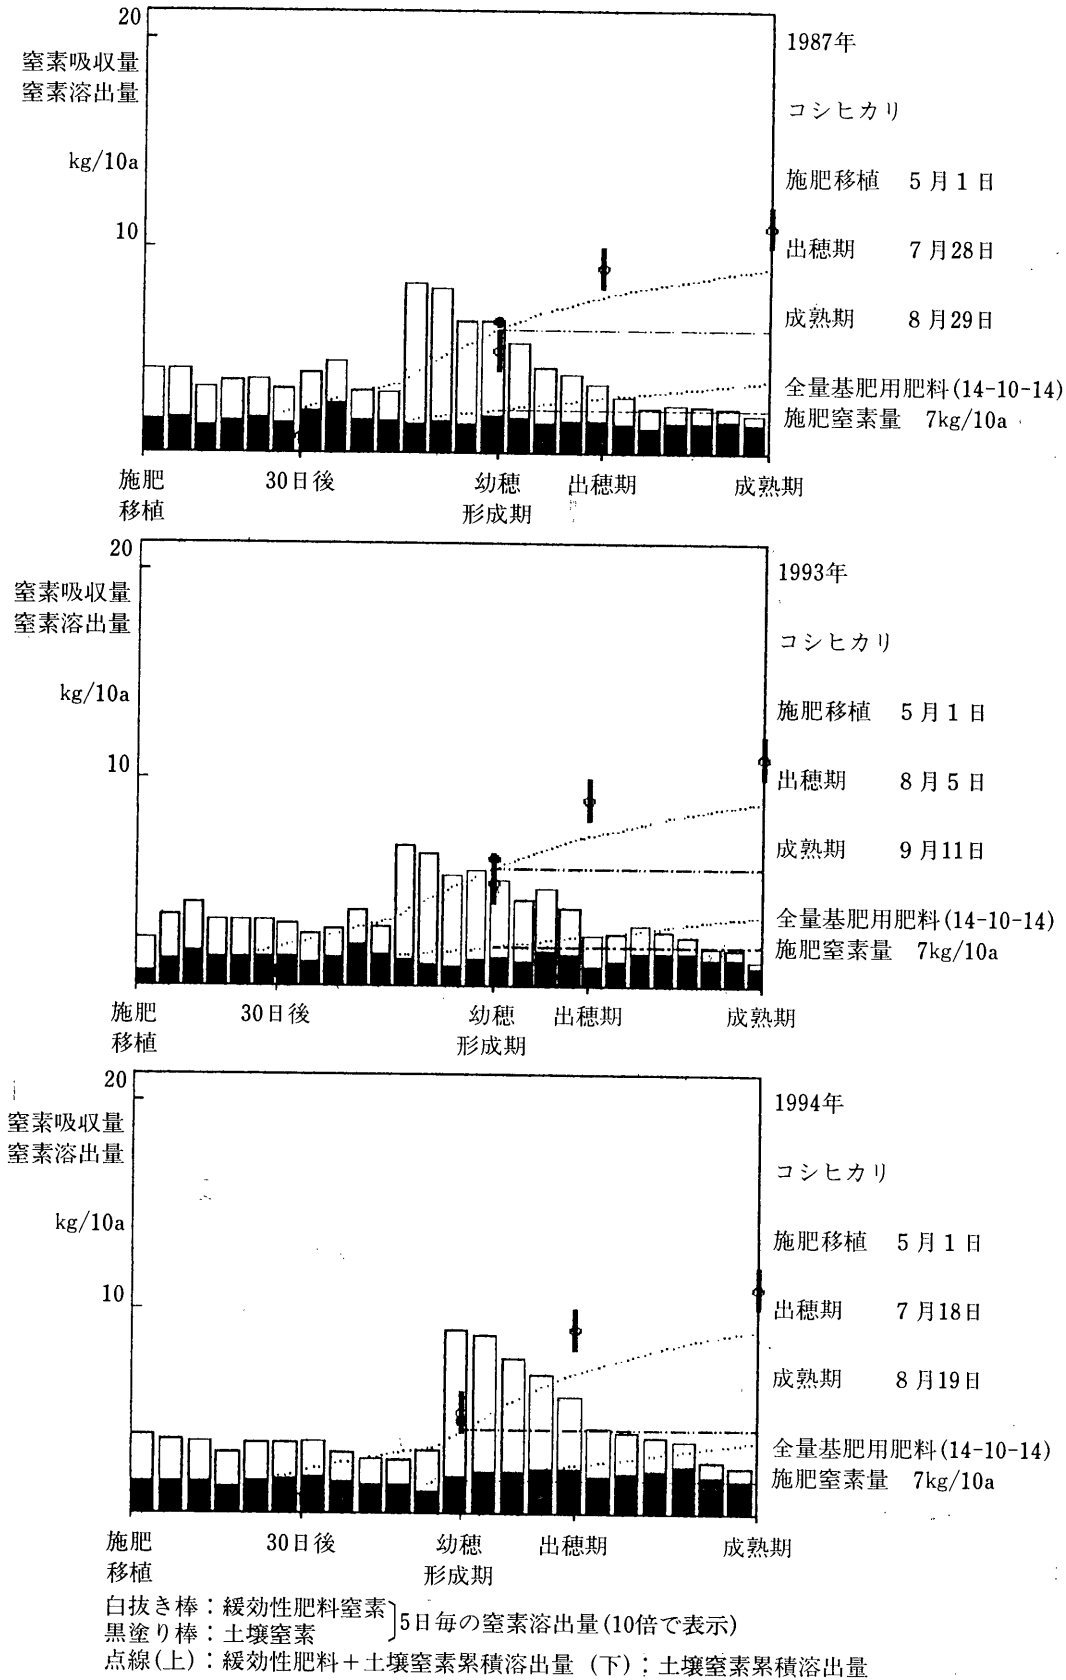 20
窒素吸収量
窒素溶出量
kg/10a
10
1987年
コシヒカリ
施肥移植 5月1日
出穂期 7月28日
成熟期 8月29日
全量基肥用肥料(14-10-14)
施肥窒素量 7kg/10a
施肥
移植
30日後
幼穂
形成期
出穂期
成熟期
20
窒素吸収量
窒素溶出量
kg/10a
10
1993年
コシヒカリ
施肥移植 5月1日
出穂期 8月5日
成熟期 9月11日
全量基肥用肥料(14-10-14)
施肥窒素量 7kg/10a
施肥
移植
30日後
幼穂
形成期
出穂期
成熟期
20
窒素吸収量
窒素溶出量
kg/10a
10
1994年
コシヒカリ
施肥移植 5月1日
出穂期 7月18日
成熟期 8月19日
全量基肥用肥料(14-10-14)
施肥窒素量 7kg/10a
施肥
移植
30日後
幼穂
形成期
出穂期
成熟期
白抜き棒：緩効性肥料窒素
黒塗り棒：土壌窒素
5日毎の窒素溶出量(10倍で表示)
点線(上)：緩効性肥料＋土壌窒素累積溶出量 (下)：土壌窒素累積溶出量